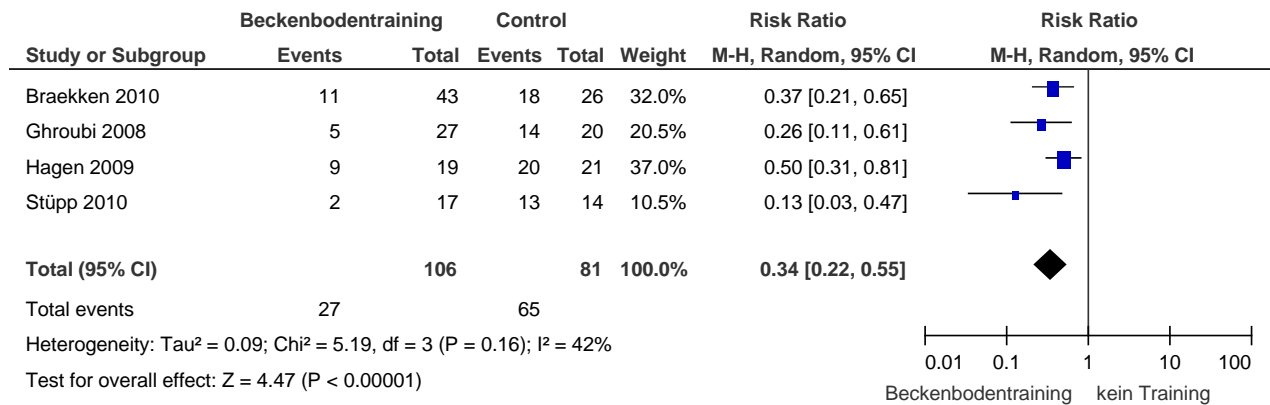 Beckenbodentraining Control Risk Ratio Risk Ratio
Study or Subgroup Events Total Events Total Weight M-H, Random, 95% CI M-H, Random, 95% CI
Braekken 2010 11 43 18 26 32.0% 0.37 [0.21, 0.65]
Ghroubi 2008 5 27 14 20 20.5% 0.26 [0.11, 0.61]
Hagen 2009 9 19 20 21 37.0% 0.50 [0.31, 0.81]
Stüpp 2010 2 17 13 14 10.5% 0.13 [0.03, 0.47]
Total (95% CI) 106 81 100.0% 0.34 [0.22, 0.55]
Total events 27 65
Heterogeneity: Tau² = 0.09; Chi² = 5.19, df = 3 (P = 0.16); I² = 42%
Test for overall effect: Z = 4.47 (P < 0.00001)
0.01 0.1 1 10 100
Beckenbodentraining kein Training